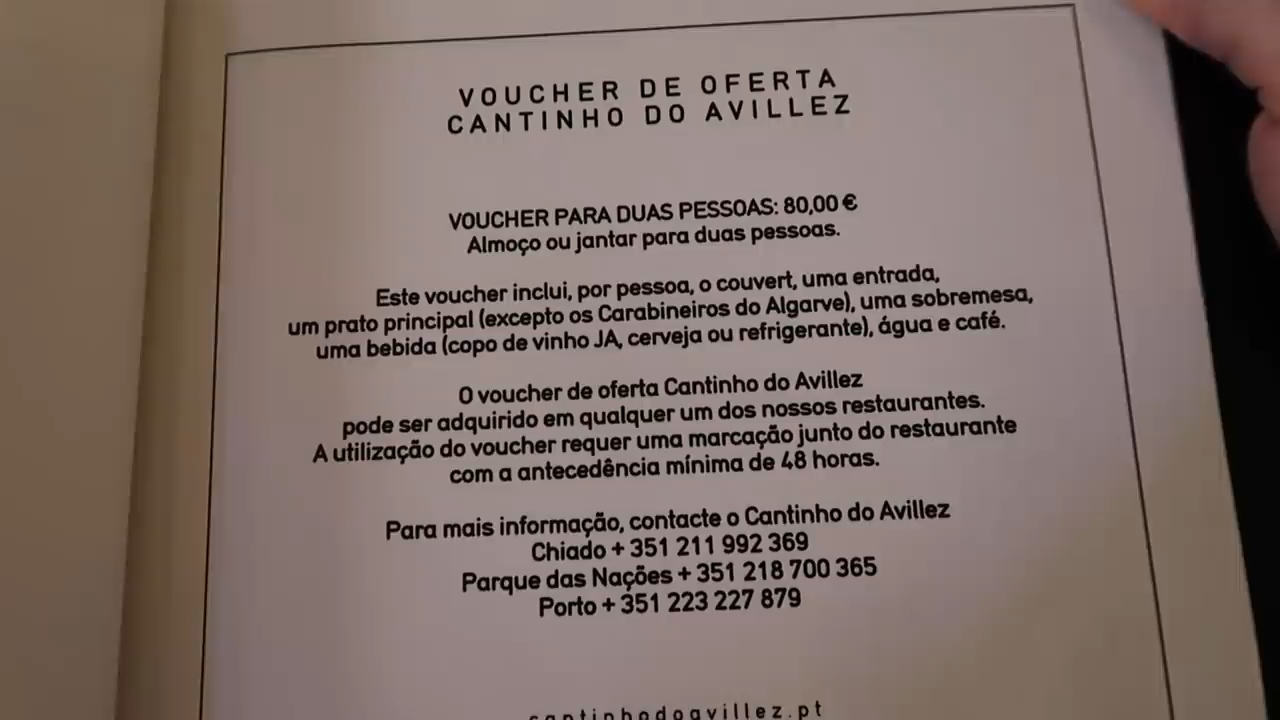 VOUCHER DE OFERTA
CANTINHO DO AVILLEZ
VOUCHER PARA DUAS PESSOAS: 80,00 €
Almoço ou jantar para duas pessoas.
Este voucher inclui, por pessoa, o couvert, uma entrada,
um prato principal (excepto os Carabineiros do Algarve), uma sobremesa,
uma bebida (copo de vinho JA, cerveja ou refrigerante), água e café.
O voucher de oferta Cantinho do Avillez
pode ser adquirido em qualquer um dos nossos restaurantes.
A utilização do voucher requer uma marcação junto do restaurante
com a antecedência mínima de 48 horas.
Para mais informação, contacte o Cantinho do Avillez
Chiado + 351 211 992 369
Parque das Nações + 351 218 700 365
Porto + 351 223 227 879
cantinhodoavillez.pt